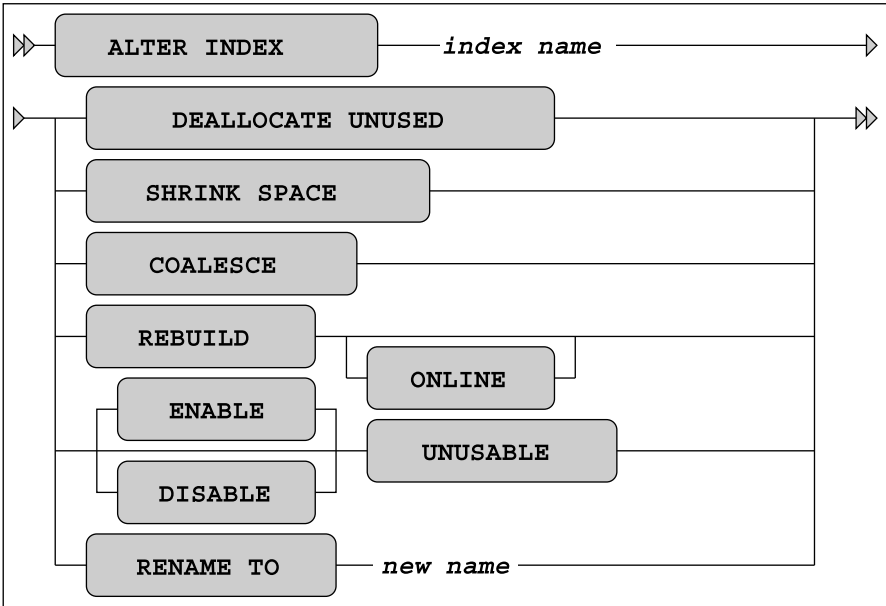 ALTER INDEX index name
DEALLOCATE UNUSED
SHRINK SPACE
COALESCE
REBUILD
ONLINE
ENABLE
UNUSABLE
DISABLE
RENAME TO new name